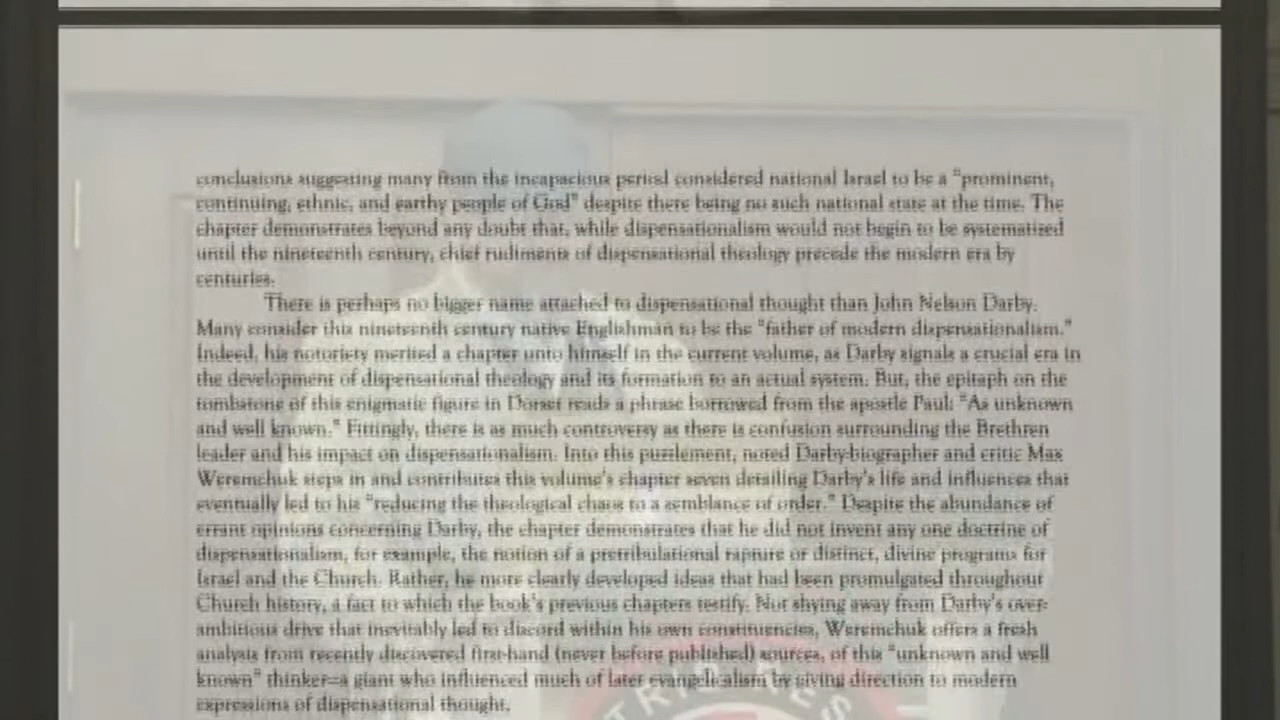 conclusions suggesting many from the incapacious period considered national Israel to be a "prominent,
continuing, ethnic, and earthy people of God" despite there being no such national state at the time. The
chapter demonstrates beyond any doubt that, while dispensationalism would not begin to be systematized
until the nineteenth century, chief rudiments of dispensational theology precede the modern era by
centuries.
There is perhaps no bigger name attached to dispensational thought than John Nelson Darby.
Many consider this nineteenth century native Englishman to be the "father of modern dispensationalism."
Indeed, his notoriety merited a chapter unto himself in the current volume, as Darby signals a crucial era in
the development of dispensational theology and its formation to an actual system. But, the epitaph on the
tombstone of this enigmatic figure in Dorset reads a phrase borrowed from the apostle Paul: "As unknown
and well known." Fittingly, there is as much controversy as there is confusion surrounding the Brethren
leader and his impact on dispensationalism. Into this puzzlement, noted Darby-biographer and critic Max
Weremchuk steps in and contributes this volume's chapter seven detailing Darby's life and influences that
eventually led to his "reducing the theological chaos to a semblance of order." Despite the abundance of
errant opinions concerning Darby, the chapter demonstrates that he did not invent any one doctrine of
dispensationalism, for example, the notion of a pretribulational rapture or distinct, divine programs for
Israel and the Church. Rather, he more clearly developed ideas that had been promulgated throughout
Church history, a fact to which the book's previous chapters testify. Not shying away from Darby's over-
ambitious drive that inevitably led to discord within his own constituencies, Weremchuk offers a fresh
analysis from recently discovered first-hand (never before published) sources, of this "unknown and well
known" thinker—a giant who influenced much of later evangelicalism by giving direction to modern
expressions of dispensational thought.